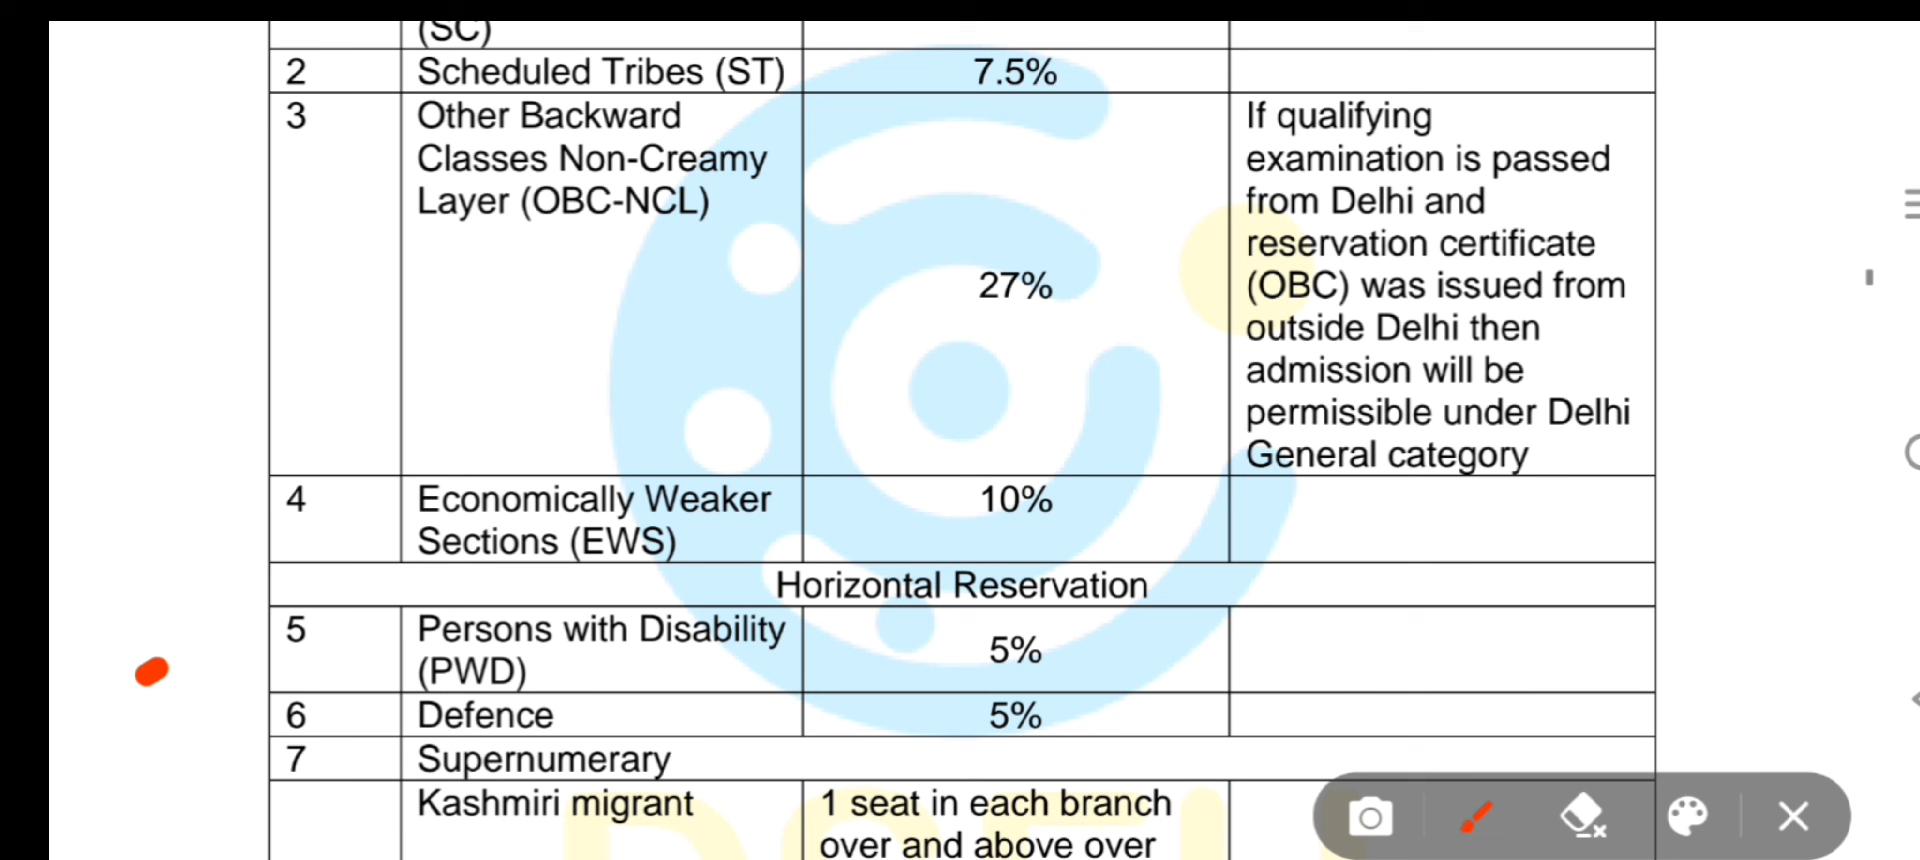 (SC)
2 Scheduled Tribes (ST) 7.5%
3 Other Backward
Classes Non-Creamy
Layer (OBC-NCL)
27%
If qualifying
examination is passed
from Delhi and
reservation certificate
(OBC) was issued from
outside Delhi then
admission will be
permissible under Delhi
General category
4 Economically Weaker
Sections (EWS)
10%
Horizontal Reservation
5 Persons with Disability
(PWD)
5%
6 Defence 5%
7 Supernumerary
Kashmiri migrant
1 seat in each branch
over and above over